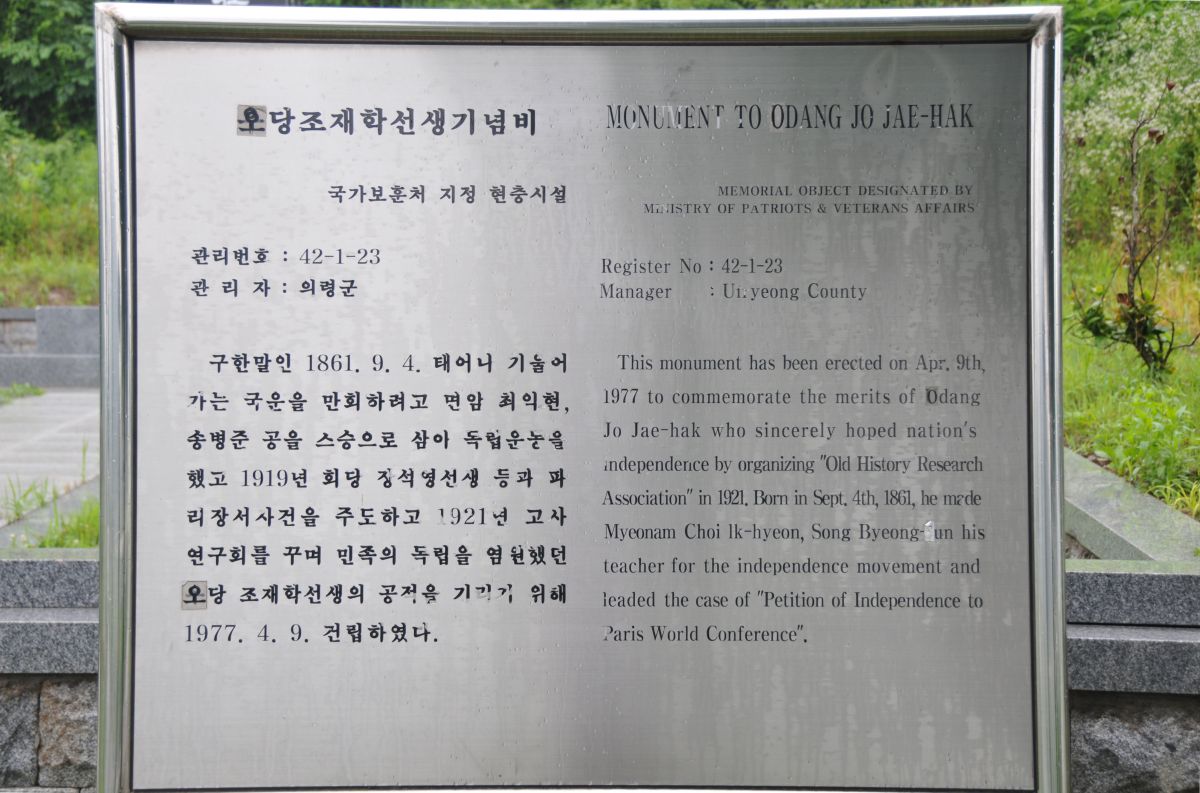 오당조재학선생기념비
국가보훈처 지정 현충시설
관리번호 : 42-1-23
관 리 자 : 의령군
구한말인 1861. 9. 4. 태어나 기울어
가는 국운을 만회하려고 면암 최익현,
송병준 공을 스승으로 삼아 독립운동을
했고 1919년 회당 장석영선생 등과 파
리장서사건을 주도하고 1921년 고사
연구회를 꾸며 민족의 독립을 염원했던
오당 조재학선생의 공적을 기리기 위해
1977. 4. 9. 건립하였다.
MONUMENT TO ODANG JO JAE-HAK
MEMORIAL OBJECT DESIGNATED BY
MINISTRY OF PATRIOTS & VETERANS AFFAIRS
Register No : 42-1-23
Manager : Uiryeong County
This monument has been erected on Apr. 9th,
1977 to commemorate the merits of Odang
Jo Jae-hak who sincerely hoped nation's
independence by organizing "Old History Research
Association" in 1921. Born in Sept. 4th, 1861, he made
Myeonam Choi Ik-hyeon, Song Byeong-jun his
teacher for the independence movement and
leaded the case of "Petition of Independence to
Paris World Conference".